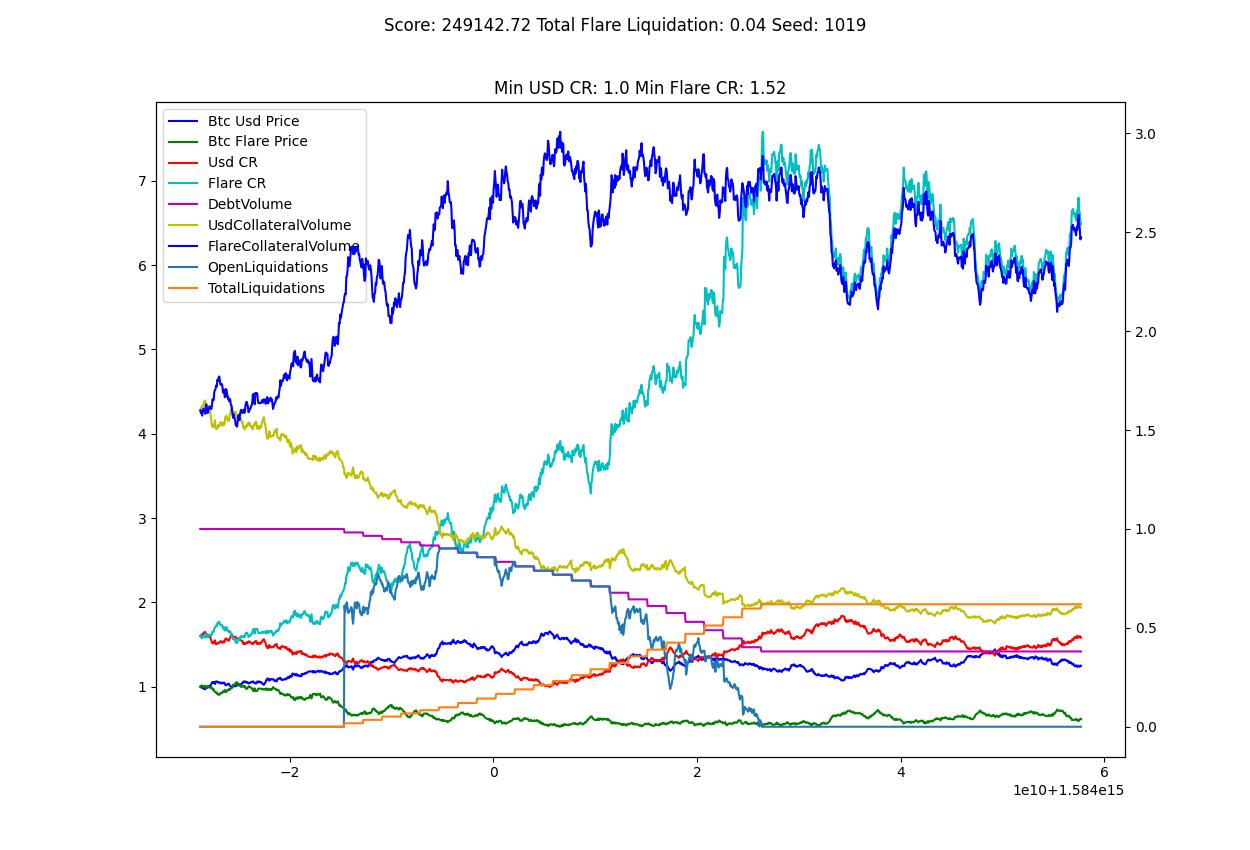 Score: 249142.72 Total Flare Liquidation: 0.04 Seed: 1019
Min USD CR: 1.0 Min Flare CR: 1.52
Btc Usd Price
Btc Flare Price
Usd CR
Flare CR
DebtVolume
UsdCollateralVolume
FlareCollateralVolume
OpenLiquidations
TotalLiquidations
7
6
5
4
3
2
1
3.0
2.5
2.0
1.5
1.0
0.5
0.0
−2 0 2 4 6
1e10+1.584e15